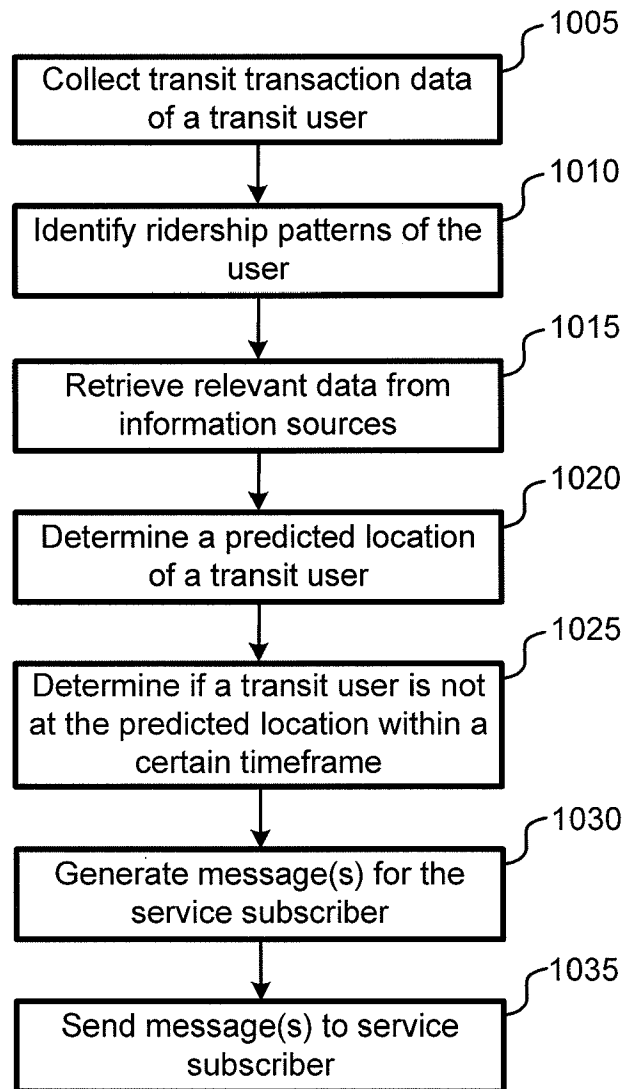 1005
Collect transit transaction data
of a transit user
1010
Identify ridership patterns of the
user
1015
Retrieve relevant data from
information sources
1020
Determine a predicted location
of a transit user
1025
Determine if a transit user is not
at the predicted location within a
certain timeframe
1030
Generate message(s) for the
service subscriber
1035
Send message(s) to service
subscriber